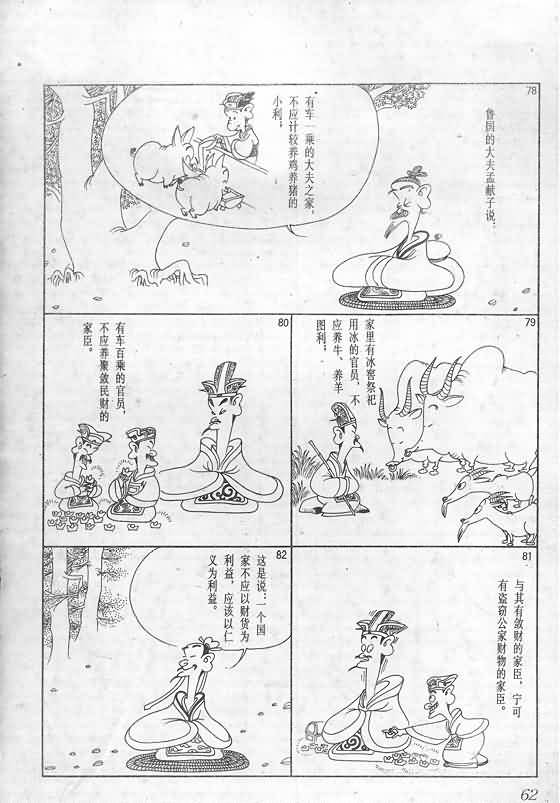 78
鲁国的大夫孟献子说：
有车一乘的大夫之家，
不应计较养鸡养猪的
小利；
79
家里有冰窖祭祀
用冰的官员，不
应养牛、养羊
图利；
80
有车百乘的官员，
不应养聚敛民财的
家臣。
81
与其有敛财的家臣，宁可
有盗窃公家财物的家臣。
82
这是说：一个国
家不应以财货为
利益，应该以仁
义为利益。
62